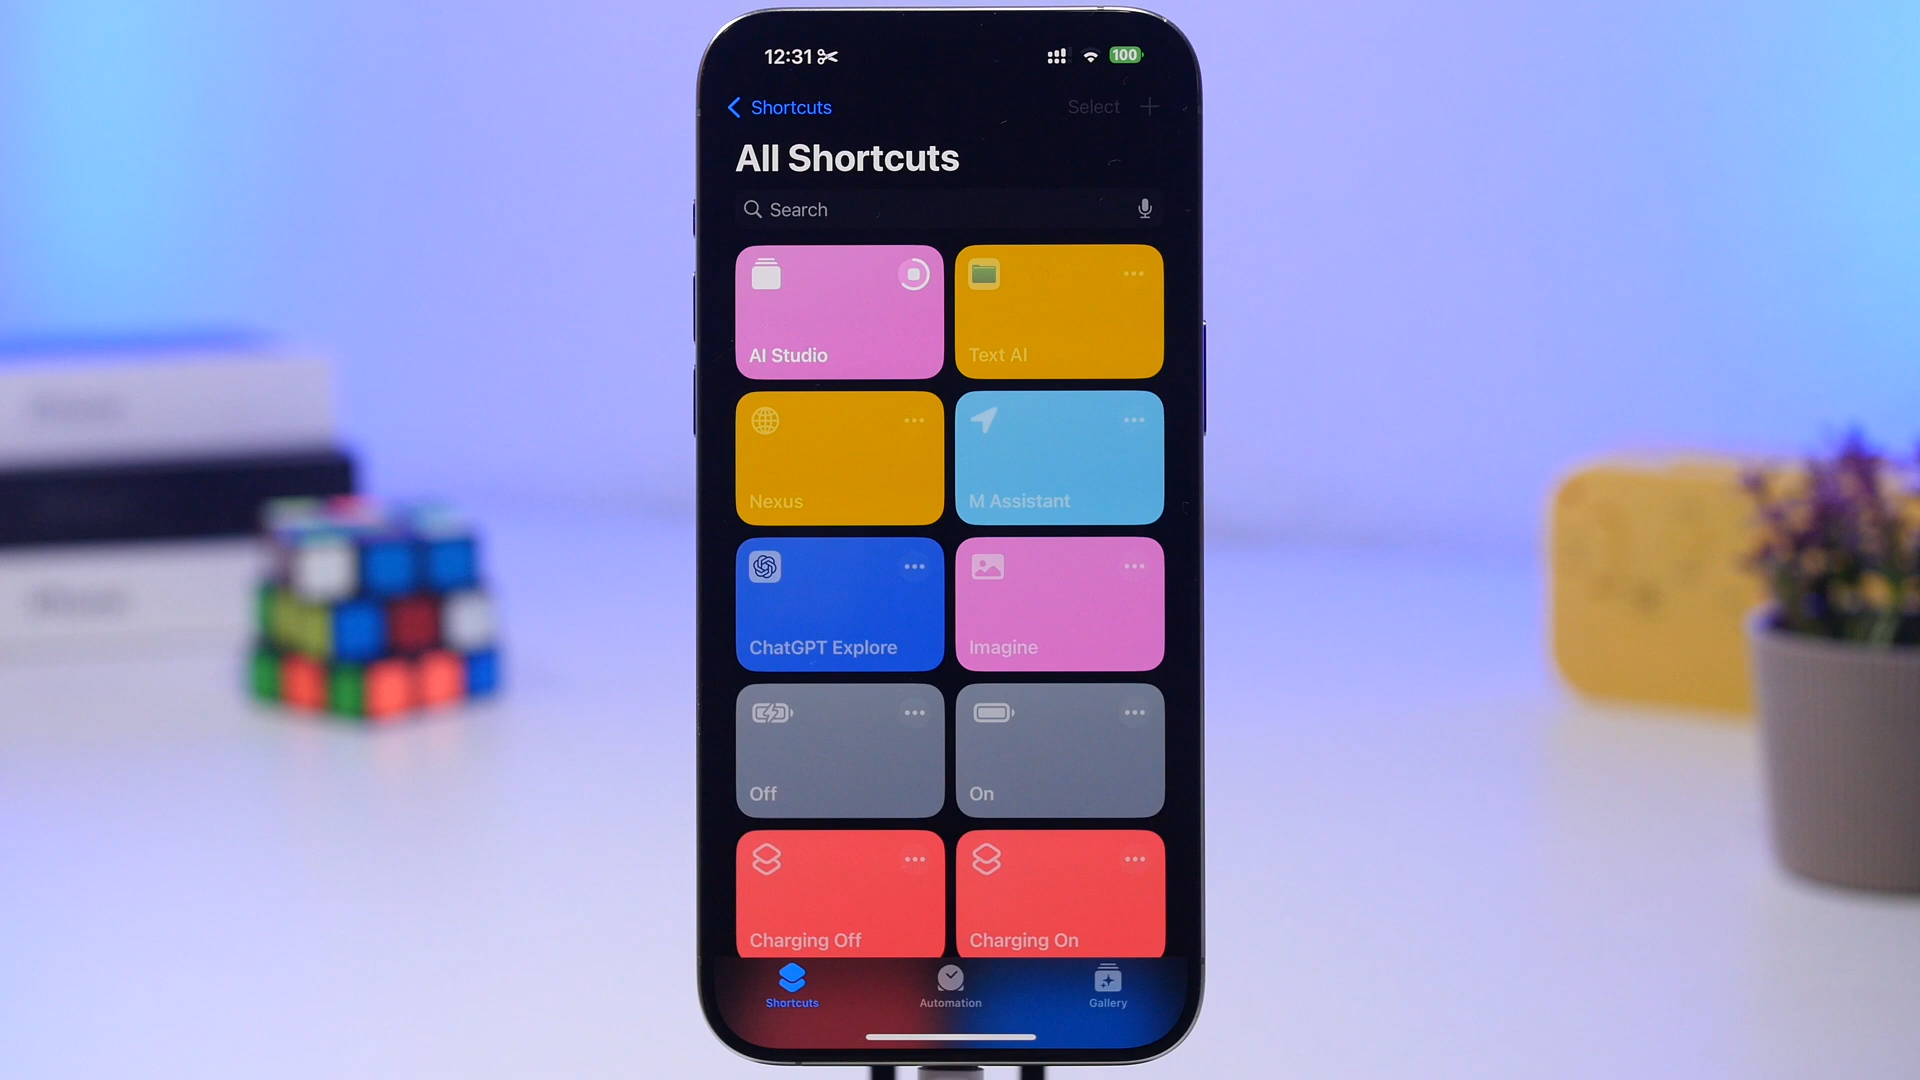 12:31
100
Shortcuts
Select
All Shortcuts
Search
AI Studio
Text AI
Nexus
M Assistant
ChatGPT Explore
Imagine
Off
On
Charging Off
Charging On
Shortcuts
Automation
Gallery